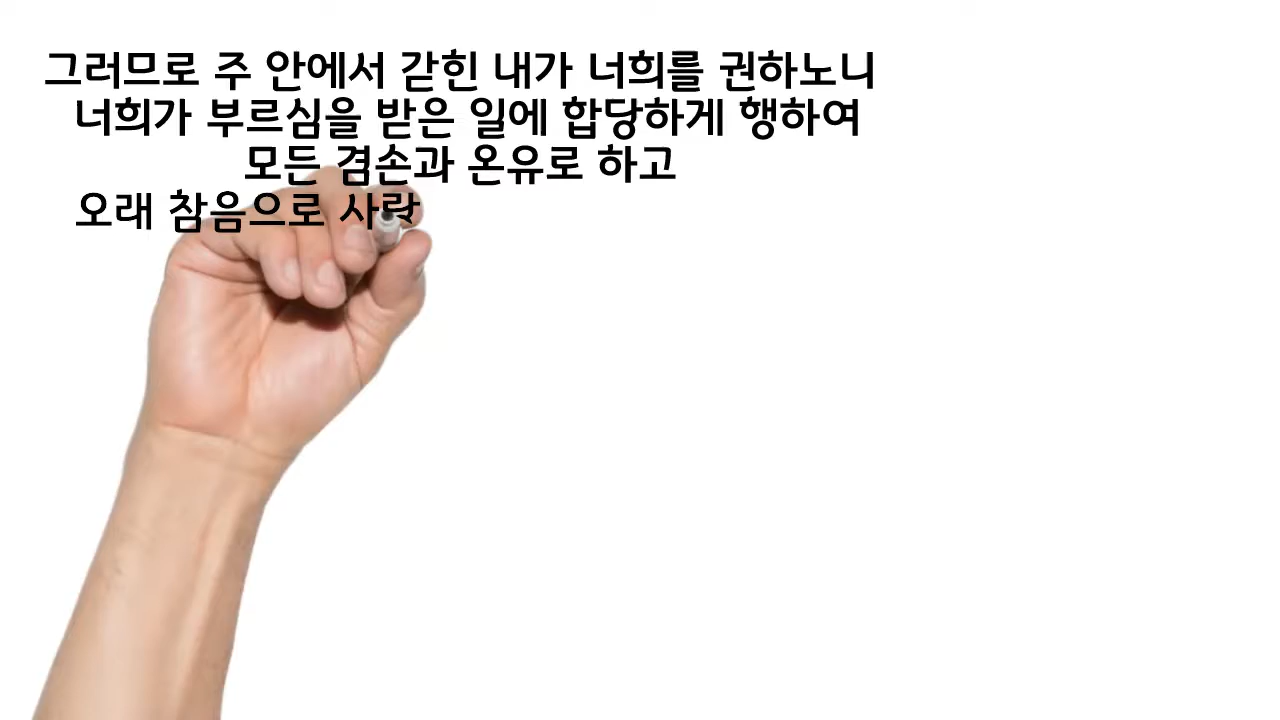 그러므로 주 안에서 갇힌 내가 너희를 권하노니
너희가 부르심을 받은 일에 합당하게 행하여
모든 겸손과 온유로 하고
오래 참음으로 사랑